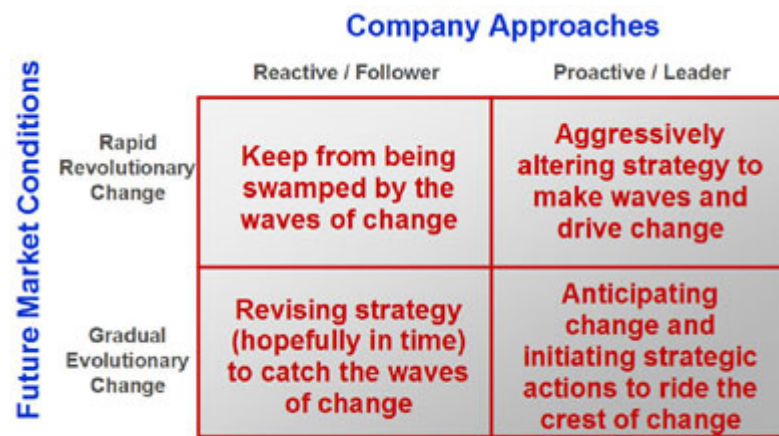 Company Approaches
Reactive / Follower
Proactive / Leader
Future Market Conditions
Rapid
Revolutionary
Change
Keep from being
swamped by the
waves of change
Aggressively
altering strategy to
make waves and
drive change
Gradual
Evolutionary
Change
Revising strategy
(hopefully in time)
to catch the waves
of change
Anticipating
change and
initiating strategic
actions to ride the
crest of change